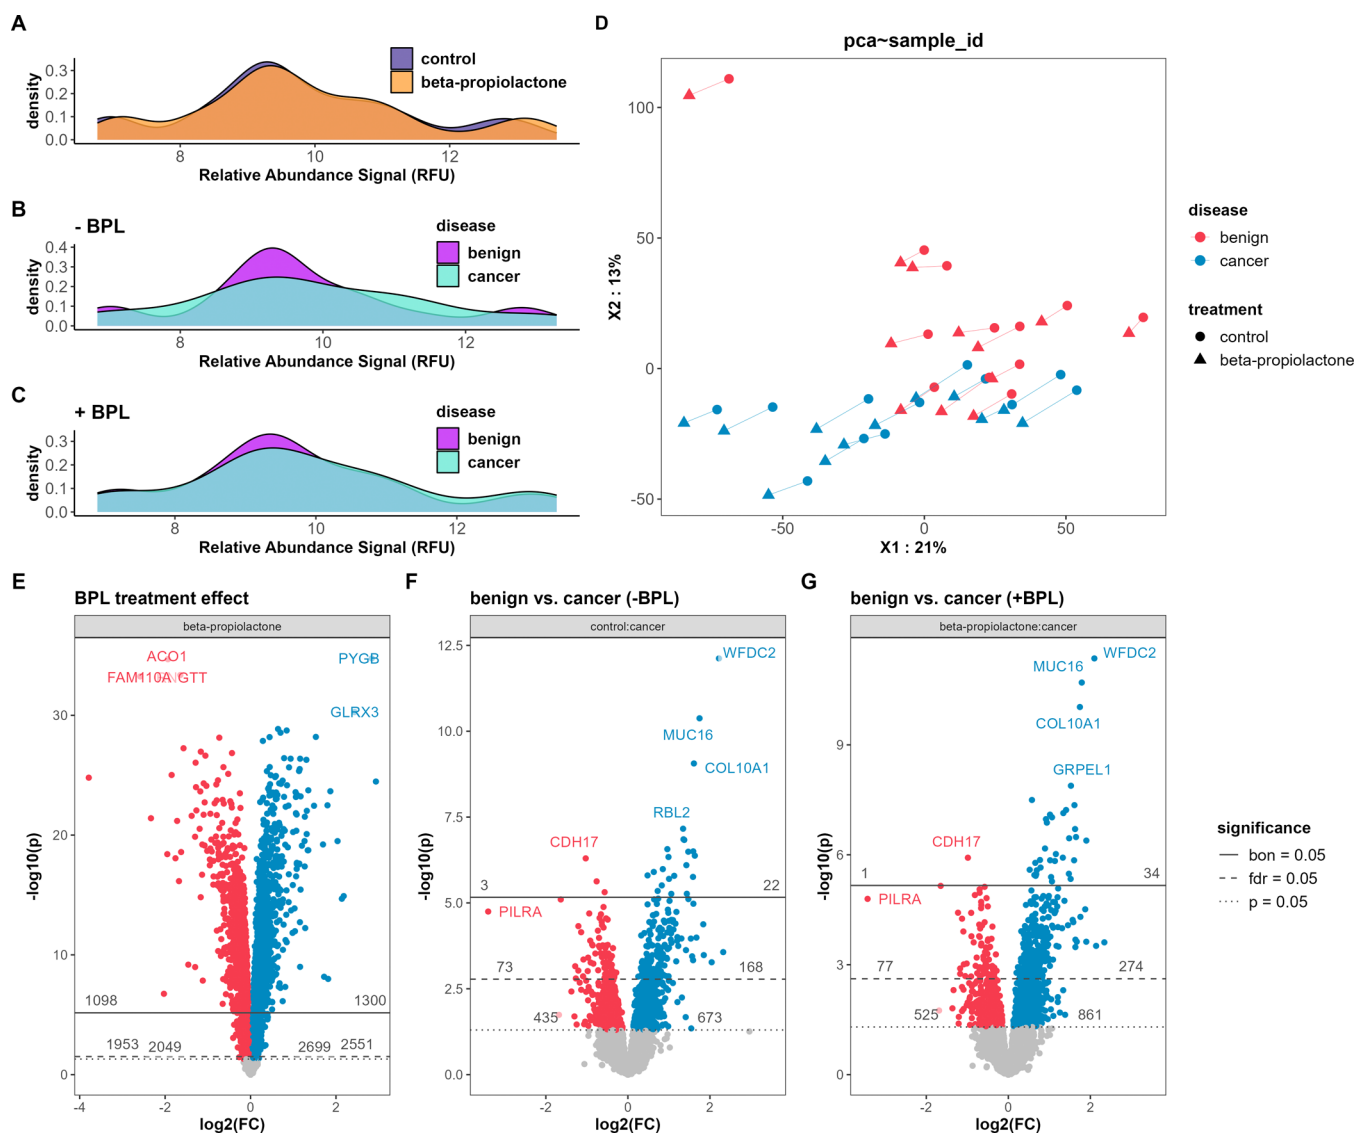 A
control
beta-propiolactone
density
0.3
0.2
0.1
0.0
8
10
12
Relative Abundance Signal (RFU)
B
- BPL
disease
benign
cancer
density
0.4
0.3
0.2
0.1
0.0
8
10
12
Relative Abundance Signal (RFU)
C
+ BPL
disease
benign
cancer
density
0.3
0.2
0.1
0.0
8
10
12
Relative Abundance Signal (RFU)
D
pca~sample_id
X2 : 13%
100
50
0
-50
-50
0
50
X1 : 21%
disease
benign
cancer
treatment
control
beta-propiolactone
E
BPL treatment effect
beta-propiolactone
ACO1
PYGB
FAM110A
GTT
GLRX3
-log10(p)
30
20
10
0
1098
1300
1953
2049
2699
2551
-4
-2
0
2
log2(FC)
F
benign vs. cancer (-BPL)
control:cancer
WFDC2
MUC16
COL10A1
RBL2
CDH17
PILRA
-log10(p)
12.5
10.0
7.5
5.0
2.5
0.0
3
22
73
168
435
673
-2
0
2
log2(FC)
G
benign vs. cancer (+BPL)
beta-propiolactone:cancer
WFDC2
MUC16
COL10A1
GRPEL1
CDH17
PILRA
-log10(p)
9
6
3
0
1
34
77
274
525
861
-2
0
2
log2(FC)
significance
bon = 0.05
fdr = 0.05
p = 0.05